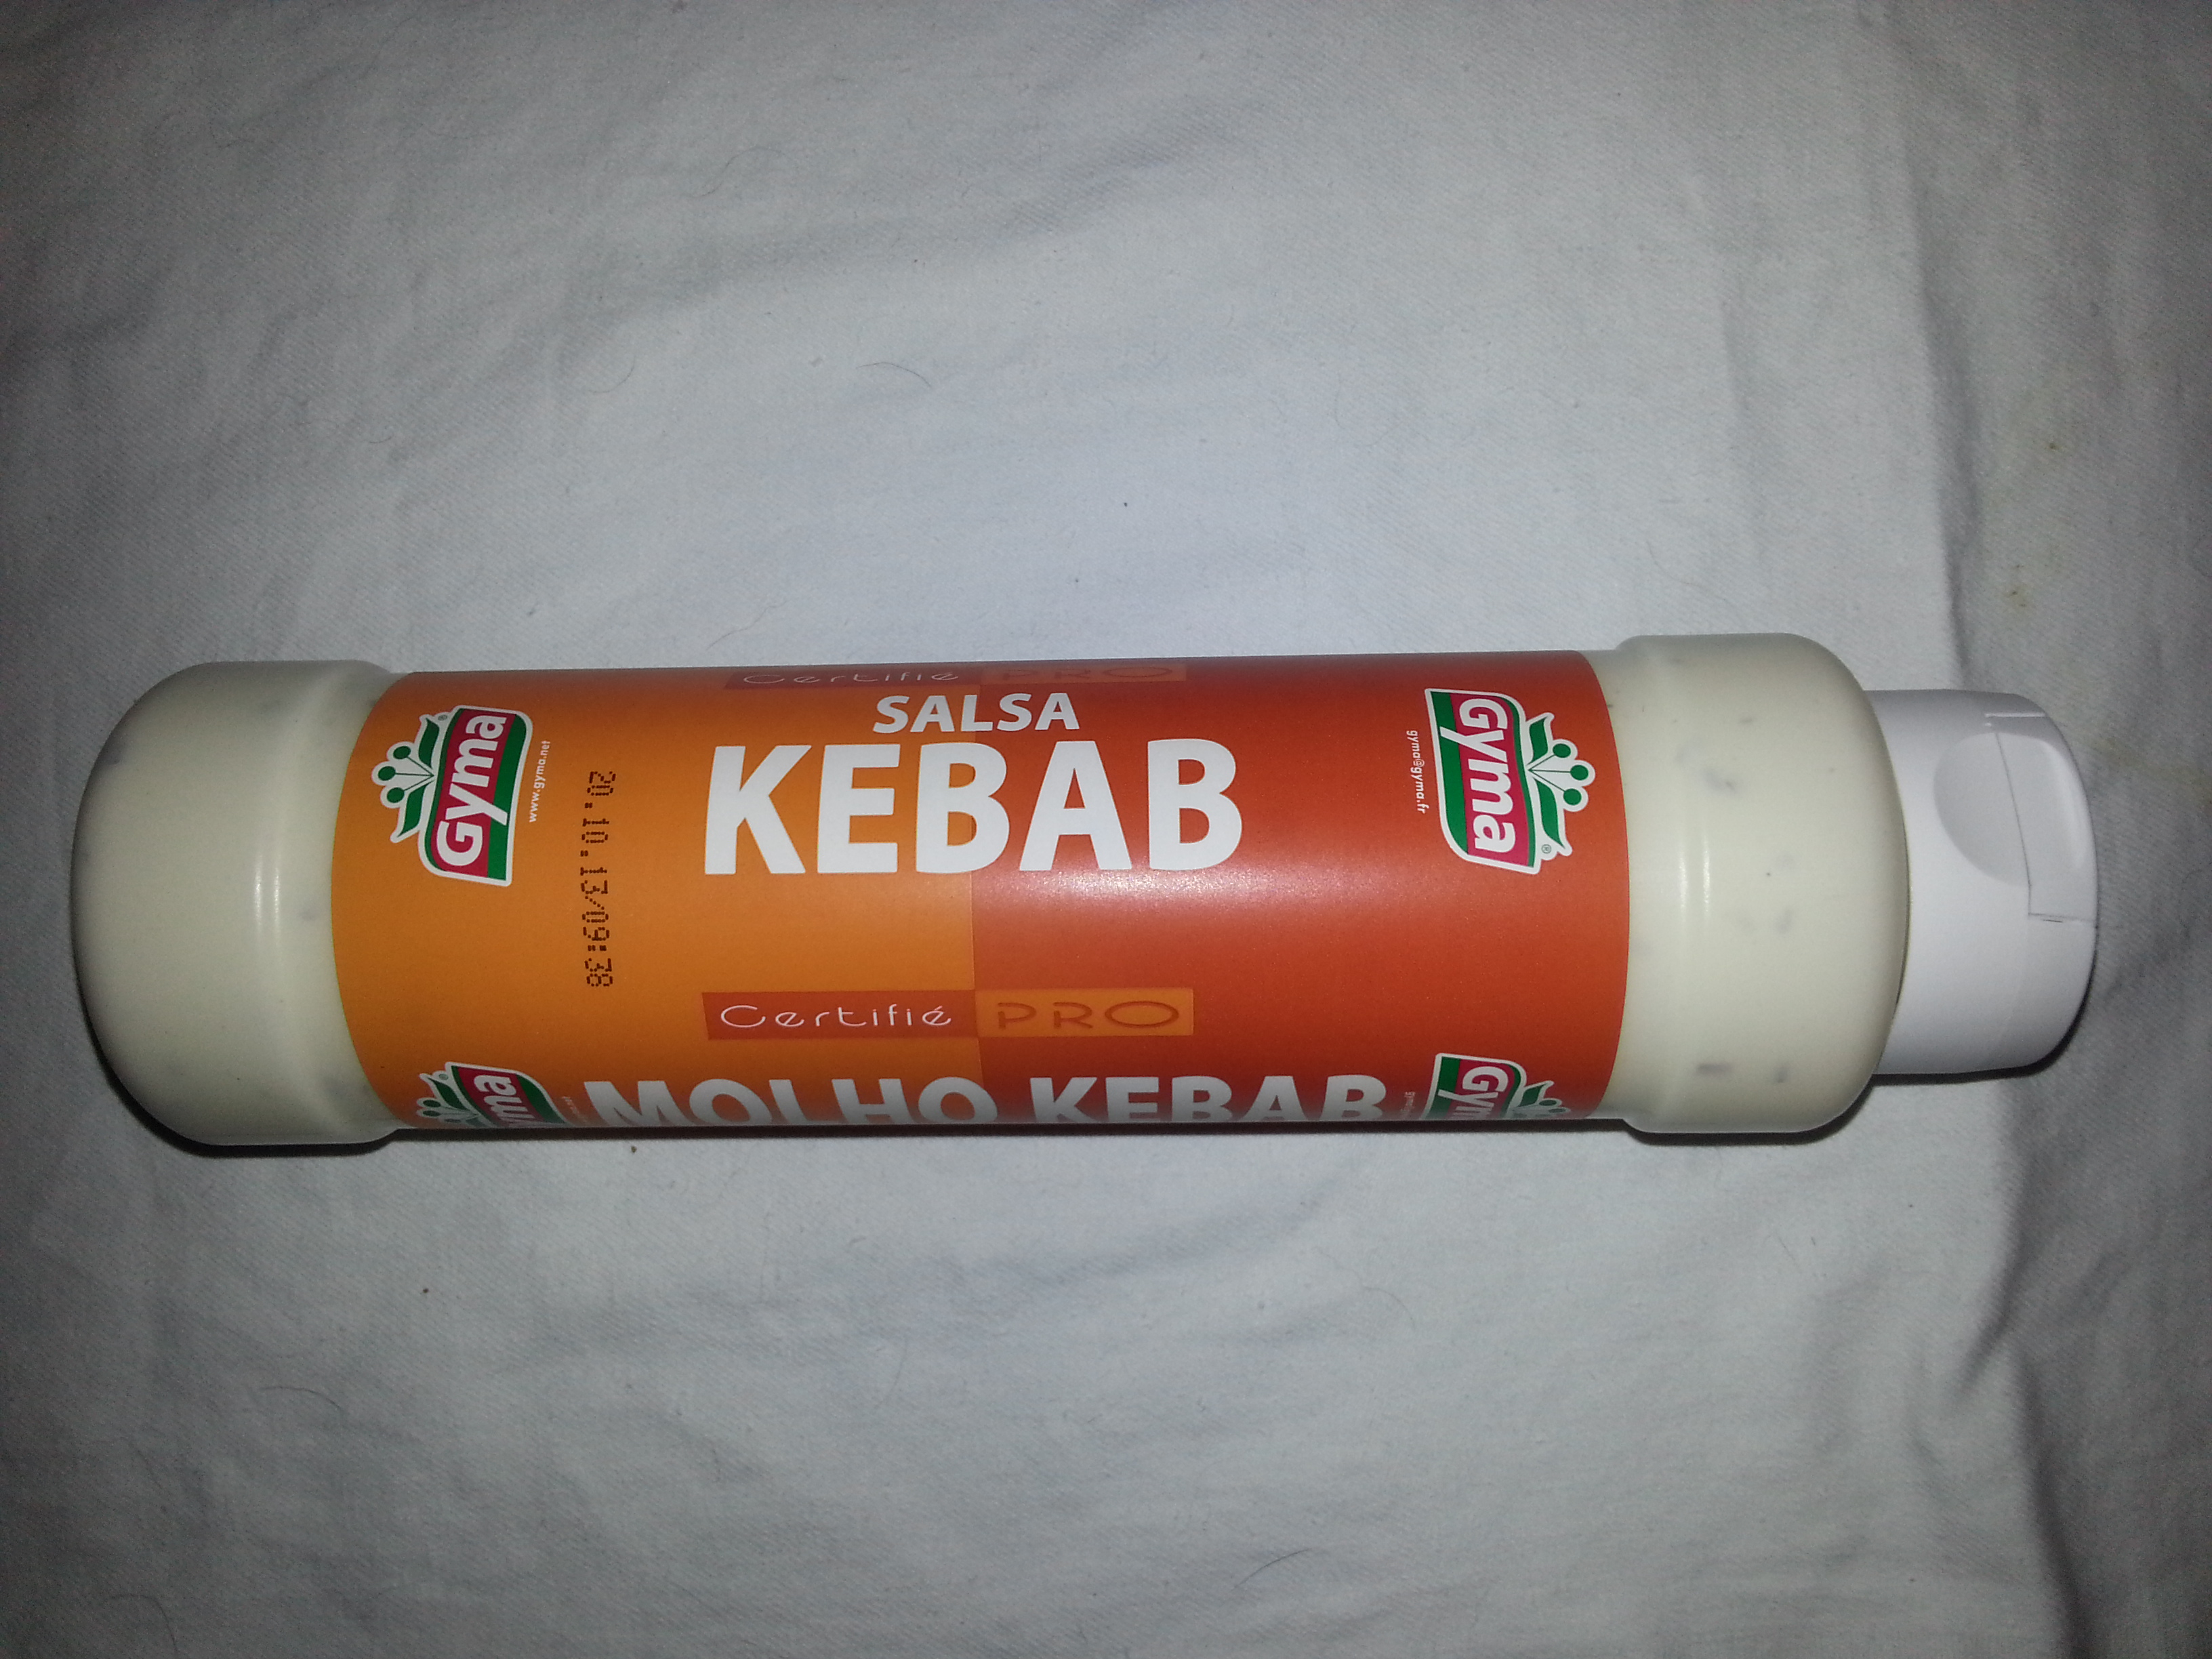 Certifié PRO
SALSA
KEBAB
Gyma
www.gyma.net
30.10.13/09:38
Gyma
gyma@gyma.fr
Certifié PRO
MOLHO KEBAB
Gyma
Gyma